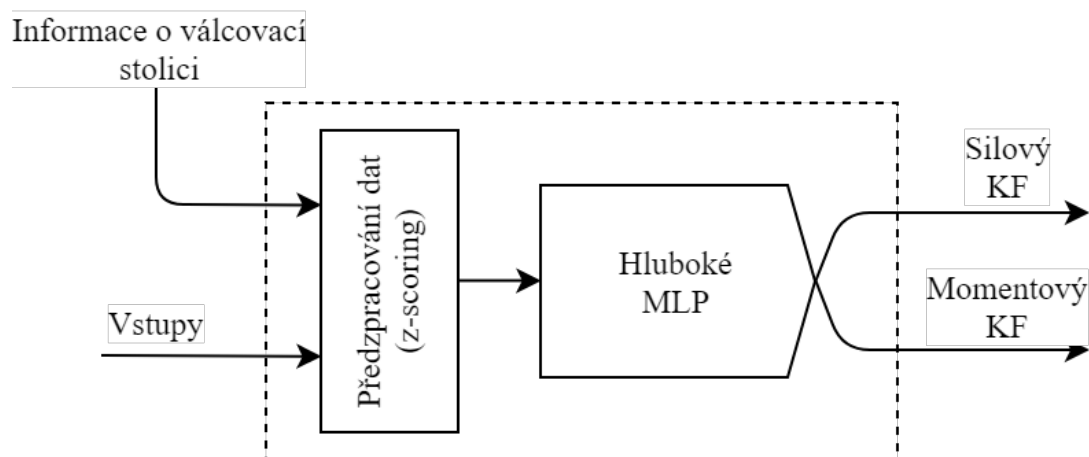 Informace o válcovací
stolici
Vstupy
Předzpracování dat
(z-scoring)
Hluboké
MLP
Silový
KF
Momentový
KF